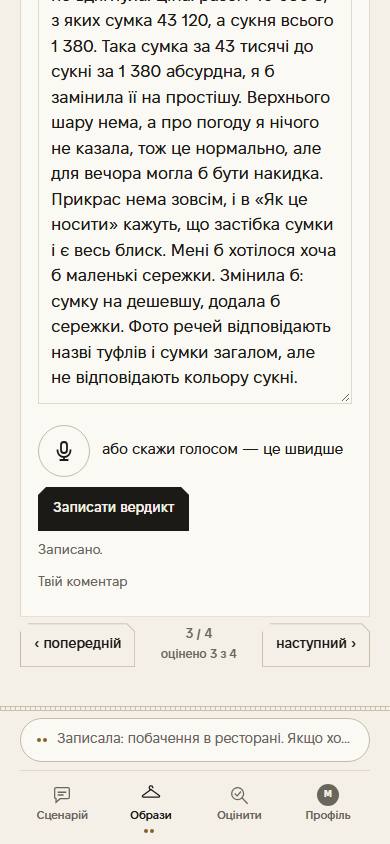 з яких сумка 43 120, а сукня всього
1 380. Така сумка за 43 тисячі до
сукні за 1 380 абсурдна, я б
замінила її на простішу. Верхнього
шару нема, а про погоду я нічого
не казала, тож це нормально, але
для вечора могла б бути накидка.
Прикрас нема зовсім, і в «Як це
носити» кажуть, що застібка сумки
і є весь блиск. Мені б хотілося хоча
б маленькі сережки. Змінила б:
сумку на дешевшу, додала б
сережки. Фото речей відповідають
назві туфлів і сумки загалом, але
не відповідають кольору сукні.
або скажи голосом — це швидше
Записати вердикт
Записано.
Твій коментар
‹ попередній
3 / 4
оцінено 3 з 4
наступний ›
Записала: побачення в ресторані. Якщо хо...
Сценарій
Образи
Оцінити
М
Профіль